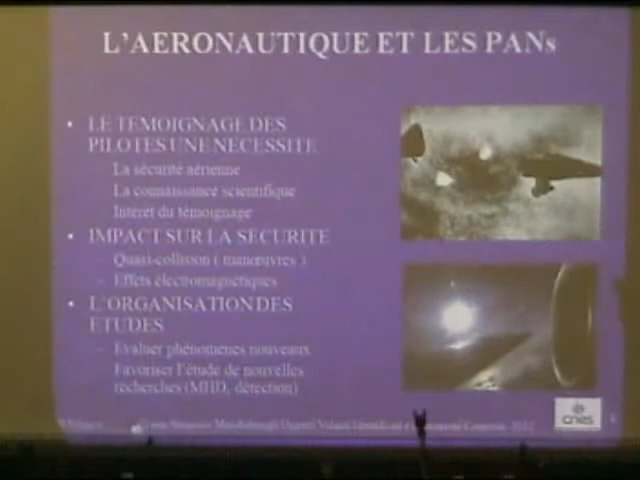 L'AERONAUTIQUE ET LES PANs
• LE TEMOIGNAGE DES
PILOTES UNE NECESSITE
La sécurité aérienne
La connaissance scientifique
Intérêt du témoignage
• IMPACT SUR LA SECURITE
Quasi-collision ( manœuvres )
– Effets électromagnétiques
• L'ORGANISATION DES
ETUDES
– Evaluer phénomènes nouveaux
Favoriser l'étude de nouvelles
recherches (MHD, détection)
cnes